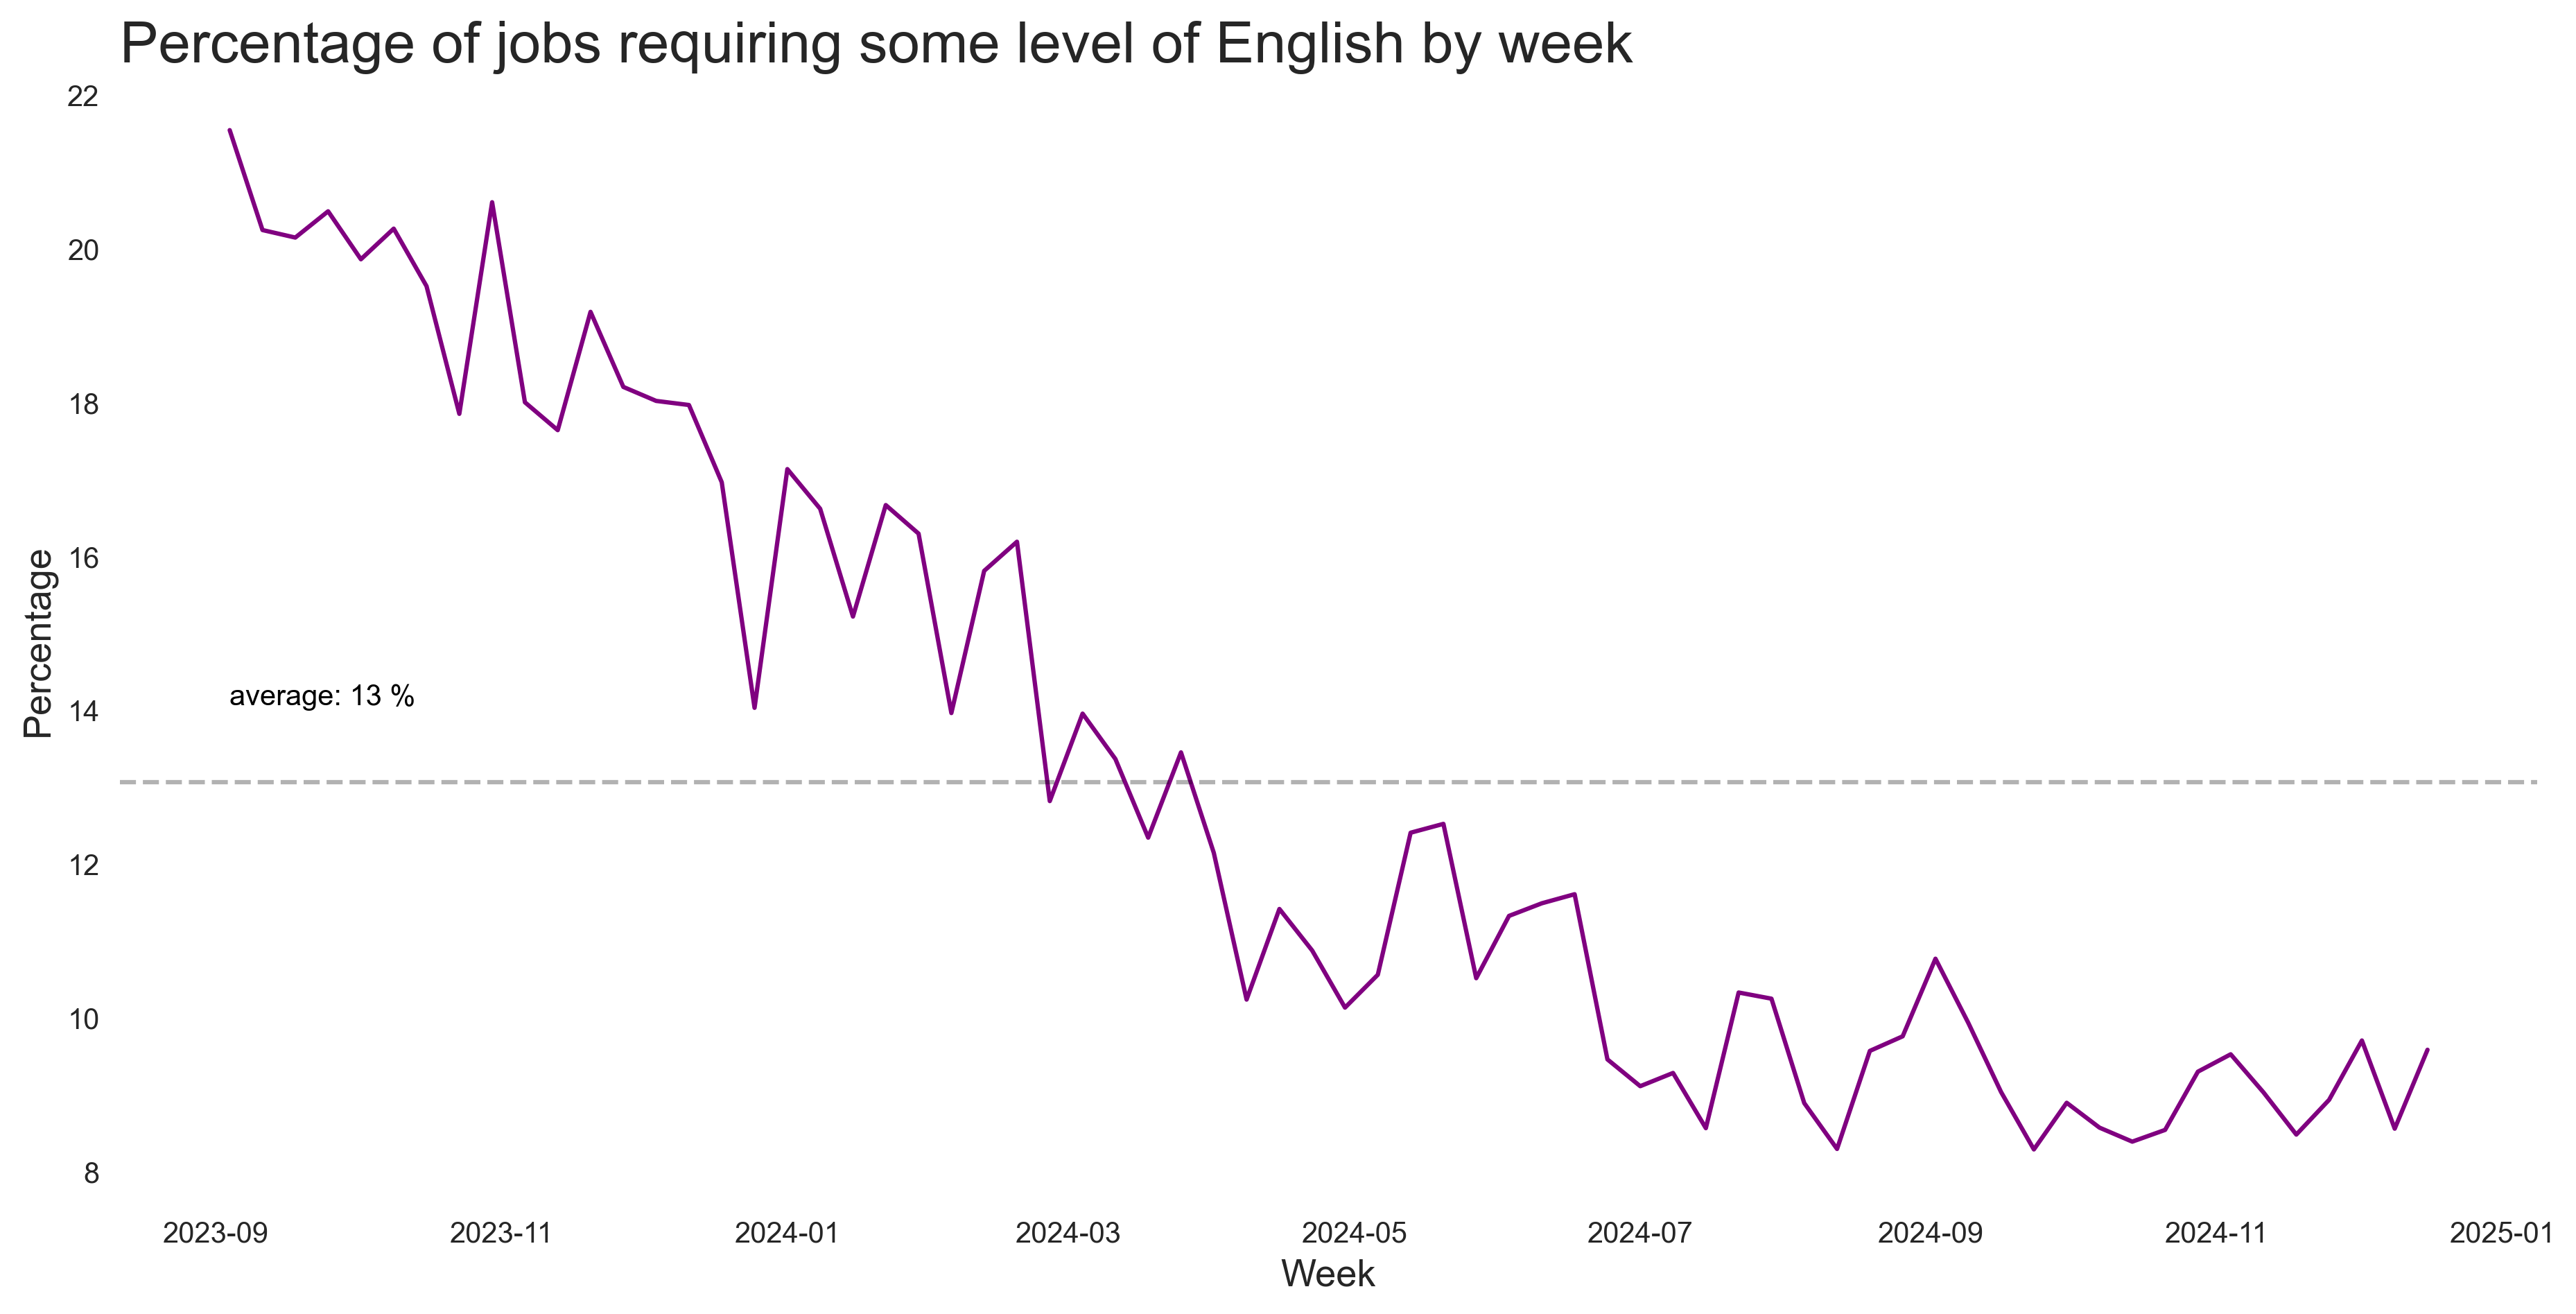 Percentage of jobs requiring some level of English by week
22
20
18
16
14
12
10
8
Percentage
average: 13 %
2023-09 2023-11 2024-01 2024-03 2024-05 2024-07 2024-09 2024-11 2025-01
Week